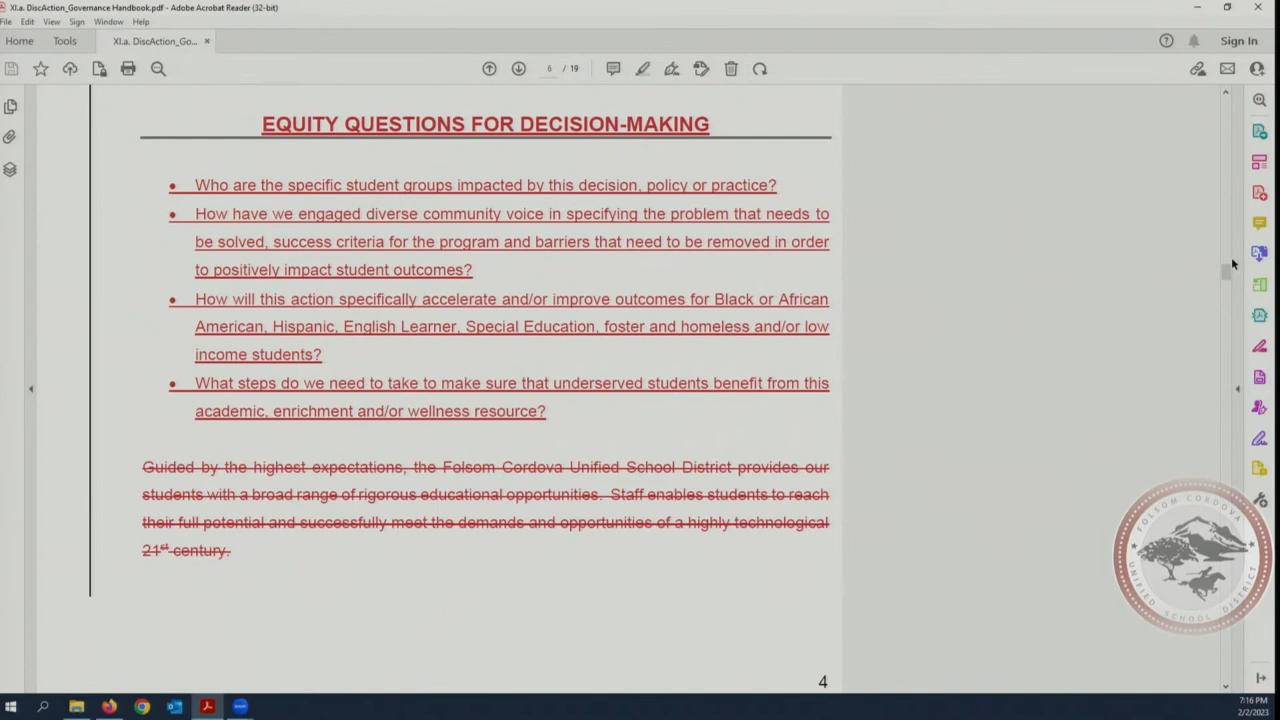 XI.a. DiscAction_Governance Handbook.pdf - Adobe Acrobat Reader (32-bit)
File Edit View Sign Window Help
Home Tools XI.a. DiscAction_Go... × Sign In
6 / 19
EQUITY QUESTIONS FOR DECISION-MAKING
• Who are the specific student groups impacted by this decision, policy or practice?
• How have we engaged diverse community voice in specifying the problem that needs to
be solved, success criteria for the program and barriers that need to be removed in order
to positively impact student outcomes?
• How will this action specifically accelerate and/or improve outcomes for Black or African
American, Hispanic, English Learner, Special Education, foster and homeless and/or low
income students?
• What steps do we need to take to make sure that underserved students benefit from this
academic, enrichment and/or wellness resource?
Guided by the highest expectations, the Folsom Cordova Unified School District provides our
students with a broad range of rigorous educational opportunities. Staff enables students to reach
their full potential and successfully meet the demands and opportunities of a highly technological
21st century.
FOLSOM CORDOVA
UNIFIED SCHOOL DISTRICT
4
7:16 PM
2/2/2023